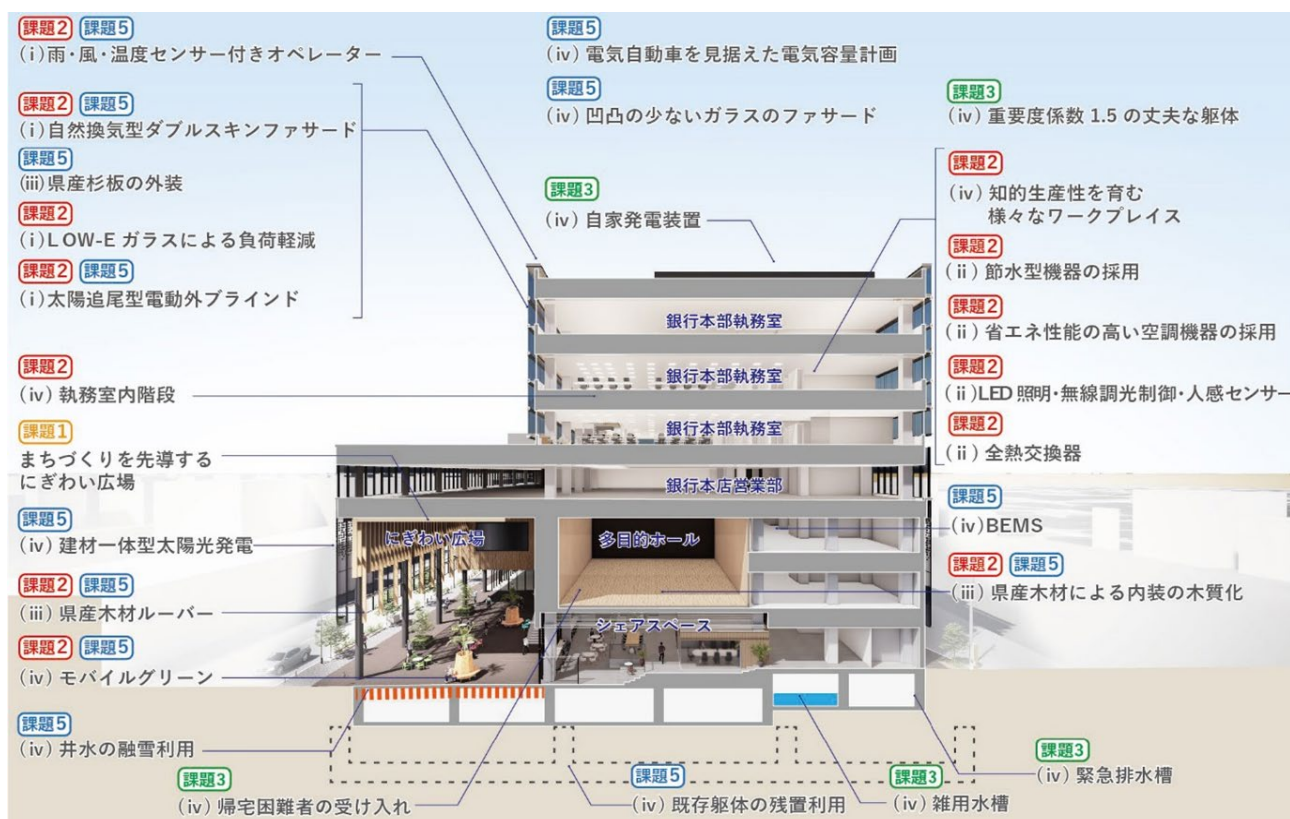 課題2 課題5
(i)雨・風・温度センサー付きオペレーター
課題2 課題5
(i)自然換気型ダブルスキンファサード
課題5
(iii)県産杉板の外装
課題2
(i)LOW-E ガラスによる負荷軽減
課題2 課題5
(i)太陽追尾型電動外ブラインド
課題2
(iv) 執務室内階段
課題1
まちづくりを先導する
にぎわい広場
課題5
(iv) 建材一体型太陽光発電
課題2 課題5
(iii) 県産木材ルーバー
課題2 課題5
(iv) モバイルグリーン
課題5
(iv) 井水の融雪利用
課題3
(iv) 帰宅困難者の受け入れ
課題5
(iv) 電気自動車を見据えた電気容量計画
課題5
(iv) 凹凸の少ないガラスのファサード
課題3
(iv) 自家発電装置
銀行本部執務室
銀行本部執務室
銀行本部執務室
銀行本店営業部
にぎわい広場
多目的ホール
シェアスペース
課題5
(iv) 既存躯体の残置利用
課題3
(iv) 重要度係数 1.5 の丈夫な躯体
課題2
(iv) 知的生産性を育む
様々なワークプレイス
課題2
(ii) 節水型機器の採用
課題2
(ii) 省エネ性能の高い空調機器の採用
課題2
(ii)LED 照明・無線調光制御・人感センサー
課題2
(ii) 全熱交換器
課題5
(iv)BEMS
課題2 課題5
(iii) 県産木材による内装の木質化
課題3
(iv) 緊急排水槽
課題3
(iv) 雑用水槽